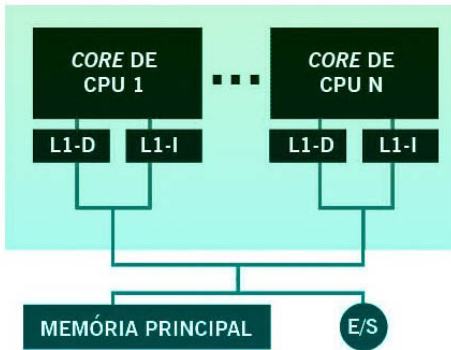 CORE DE
CPU 1
CORE DE
CPU N
L1-D
L1-I
L1-D
L1-I
MEMÓRIA PRINCIPAL
E/S